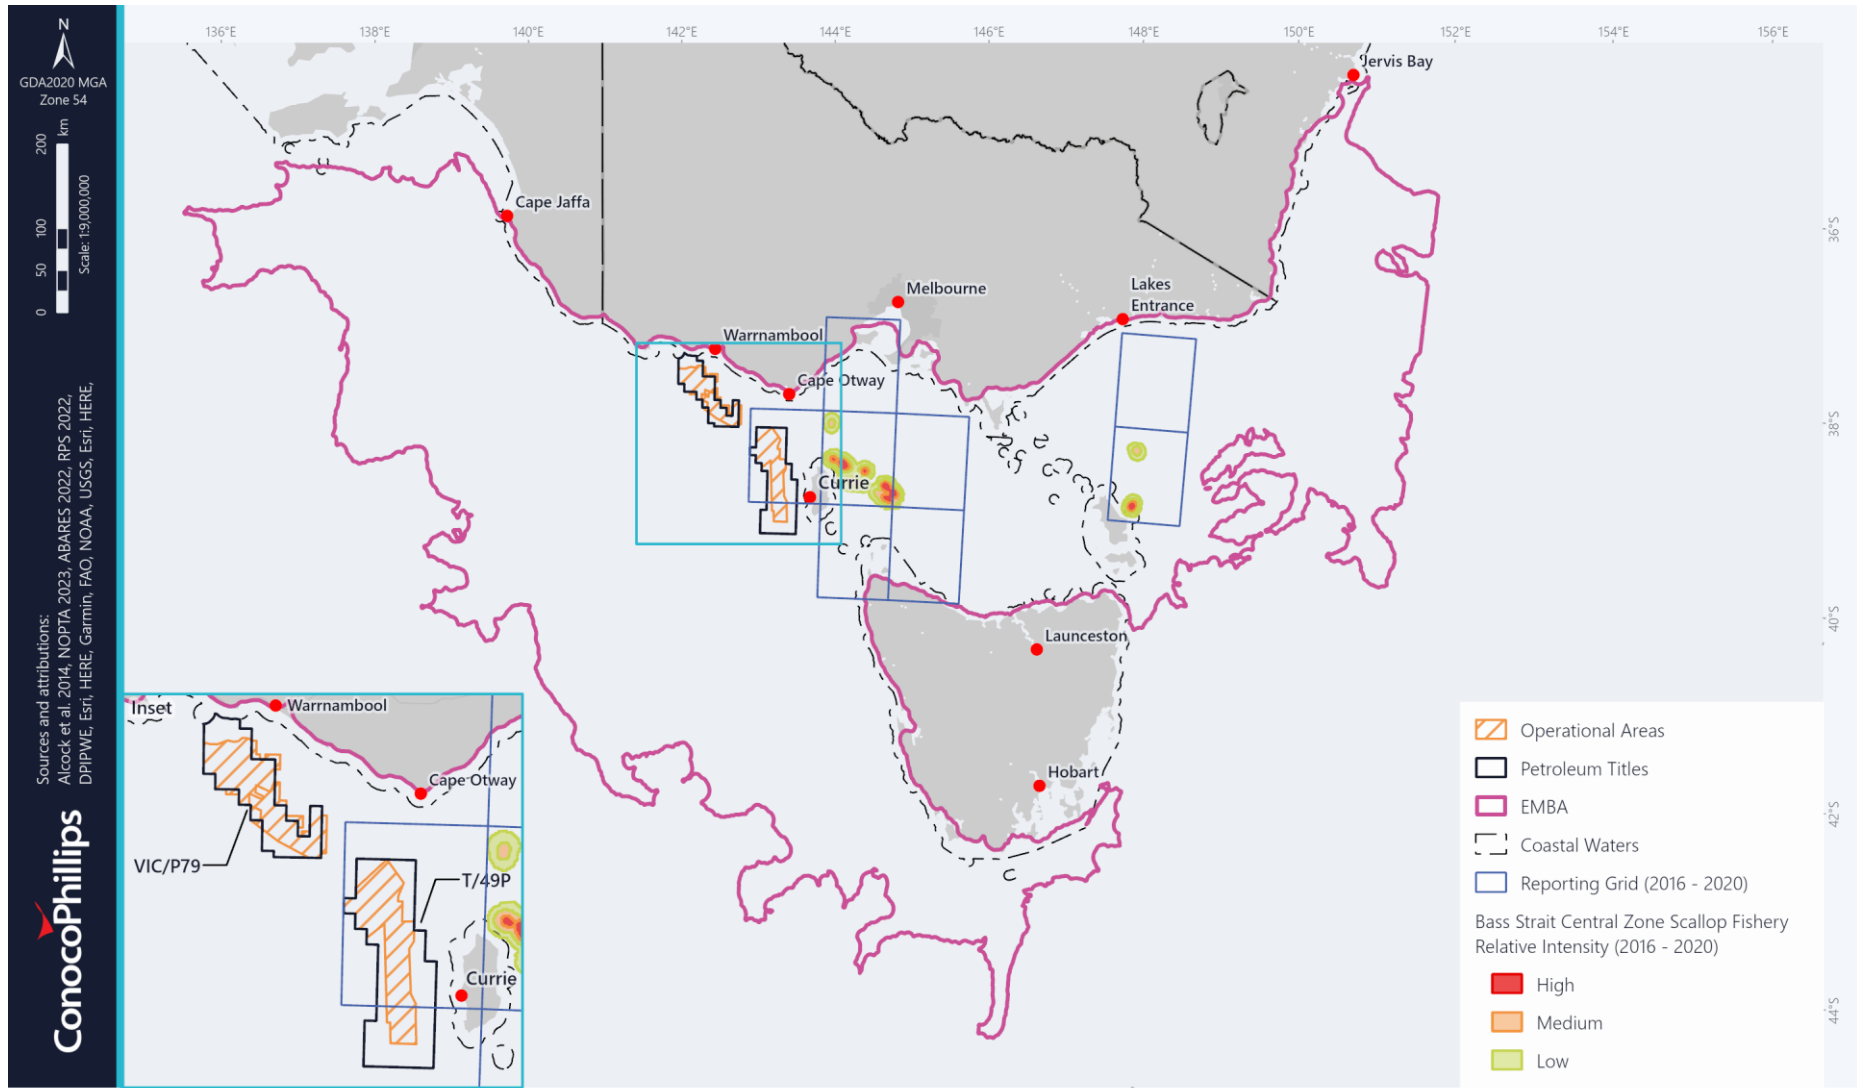 N
GDA2020 MGA
Zone 54
0 50 100 200 km
Scale: 1:9,000,000
Sources and attributions:
Alcock et al. 2014, NOPTA 2023, ABARES 2022, RPS 2022,
DPIPWE, Esri, HERE, Garmin, FAO, NOAA, USGS, Esri, HERE,
ConocoPhillips
136°E 138°E 140°E 142°E 144°E 146°E 148°E 150°E 152°E 154°E 156°E
36°S
38°S
40°S
42°S
44°S
Jervis Bay
Cape Jaffa
Melbourne
Lakes
Entrance
Warrnambool
Cape Otway
Currie
Launceston
Hobart
Inset
Warrnambool
Cape Otway
VIC/P79
T/49P
Currie
Operational Areas
Petroleum Titles
EMBA
Coastal Waters
Reporting Grid (2016 - 2020)
Bass Strait Central Zone Scallop Fishery
Relative Intensity (2016 - 2020)
High
Medium
Low